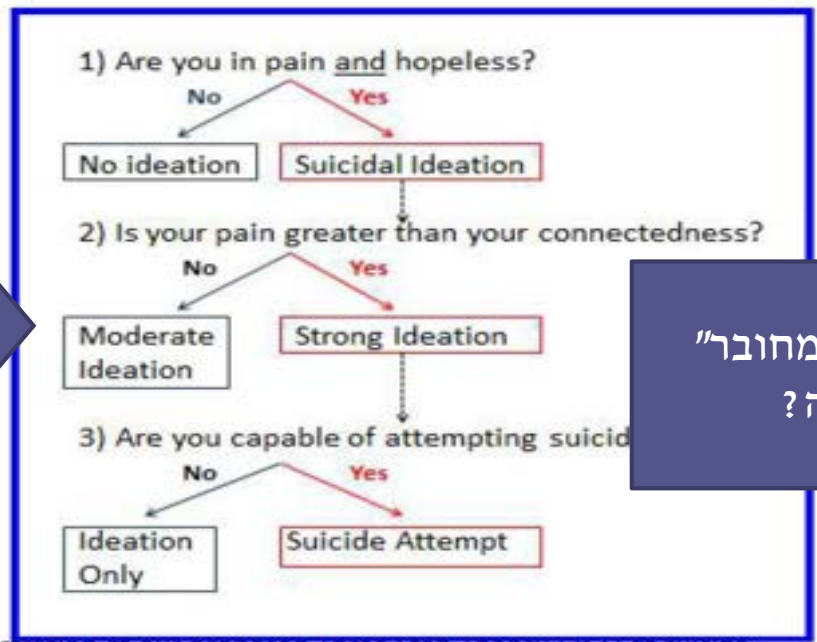 1) Are you in pain and hopeless?
No Yes
No ideation Suicidal Ideation
2) Is your pain greater than your connectedness?
No Yes
Moderate Strong Ideation
Ideation
מחובר"
ה?
3) Are you capable of attempting
No Yes
Ideation Suicide Attempt
Only